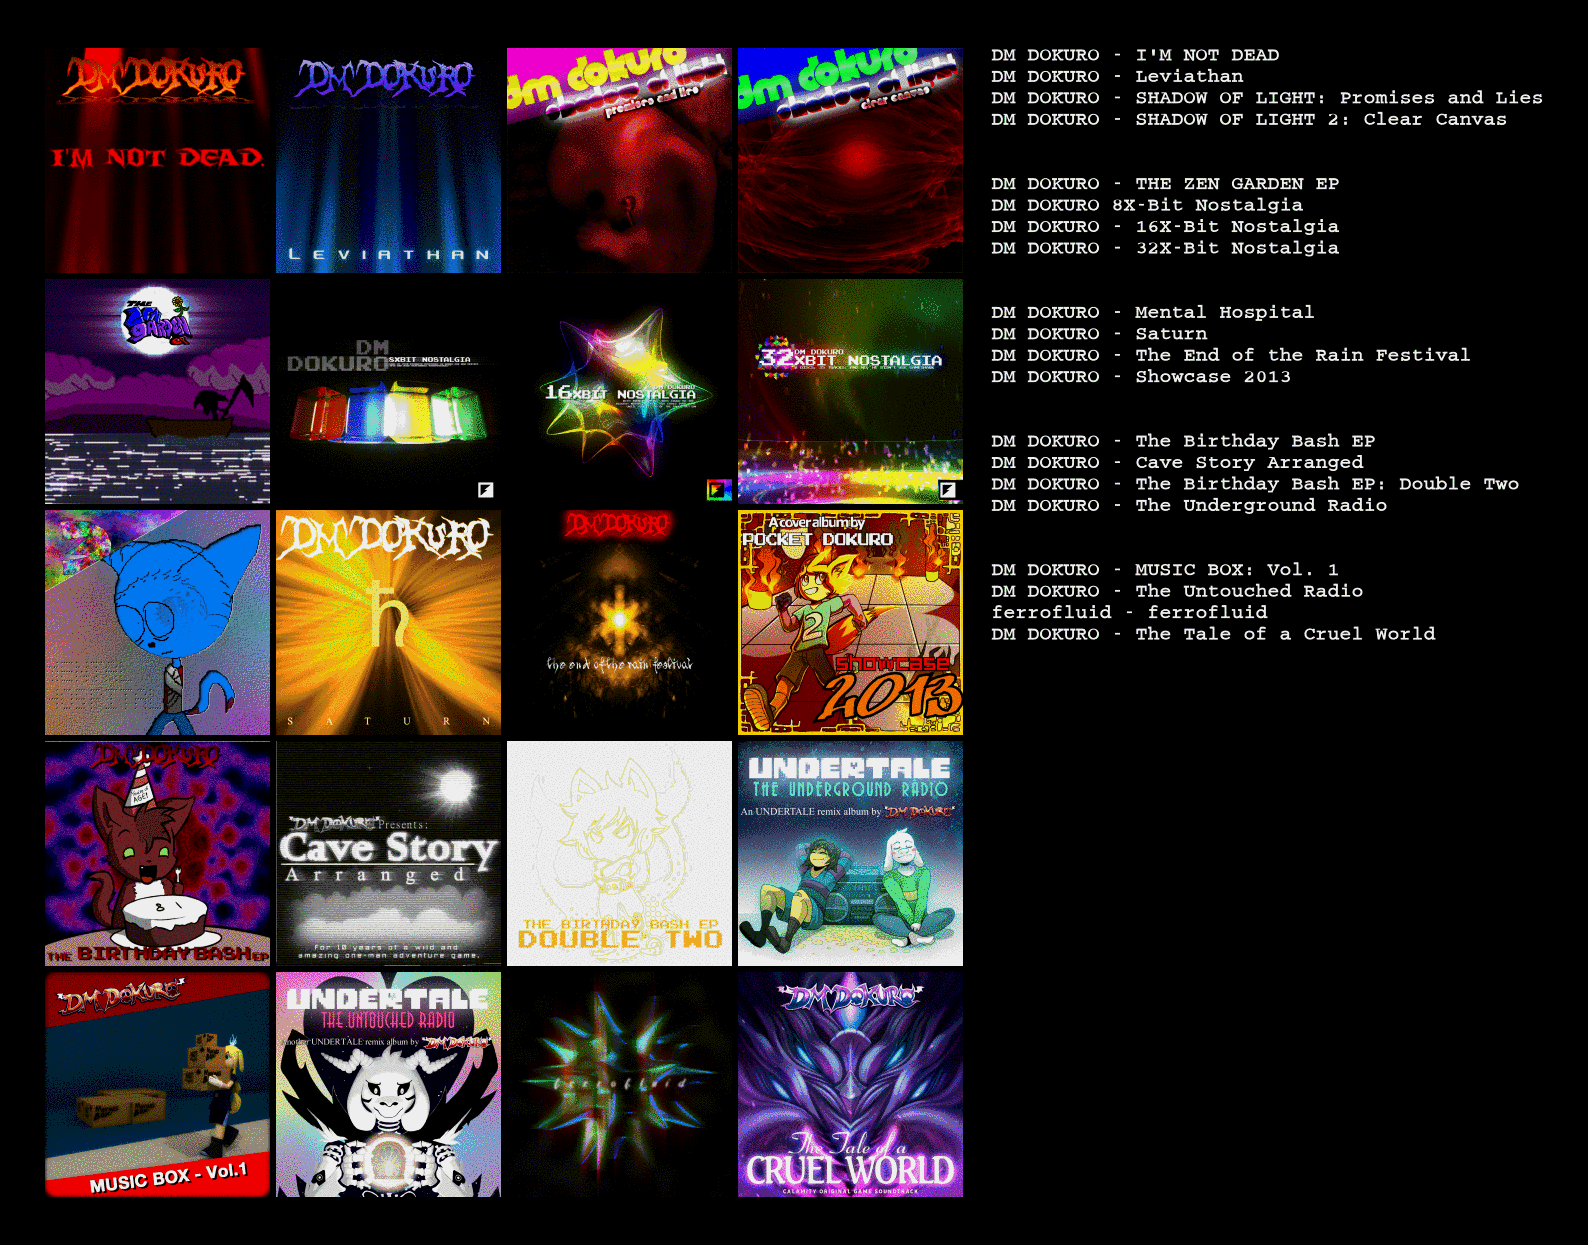 DM DOKURO
I'M NOT DEAD.
DM DOKURO
LEVIATHAN
dm dokuro
shadow of light
promises and lies
dm dokuro
shadow of light
clear canvas
DM DOKURO - I'M NOT DEAD
DM DOKURO - Leviathan
DM DOKURO - SHADOW OF LIGHT: Promises and Lies
DM DOKURO - SHADOW OF LIGHT 2: Clear Canvas
THE
ZEN
GARDEN
DM
DOKURO
8XBIT NOSTALGIA
DM DOKURO
16XBIT NOSTALGIA
DM DOKURO
32XBIT NOSTALGIA
DM DOKURO - THE ZEN GARDEN EP
DM DOKURO 8X-Bit Nostalgia
DM DOKURO - 16X-Bit Nostalgia
DM DOKURO - 32X-Bit Nostalgia
DM DOKURO
SATURN
DM DOKURO
the end of the rain festival
A cover album by
POCKET DOKURO
2
showcase
2013
DM DOKURO - Mental Hospital
DM DOKURO - Saturn
DM DOKURO - The End of the Rain Festival
DM DOKURO - Showcase 2013
DM DOKURO
AGE!
THE BIRTHDAY BASH EP
"DM DOKURO" Presents:
Cave Story
Arranged
For 10 years of a wild and
amazing one-man adventure game.
THE BIRTHDAY BASH EP
DOUBLE TWO
UNDERTALE
THE UNDERGROUND RADIO
An UNDERTALE remix album by "DM DOKURO"
DM DOKURO - The Birthday Bash EP
DM DOKURO - Cave Story Arranged
DM DOKURO - The Birthday Bash EP: Double Two
DM DOKURO - The Underground Radio
"DM DOKURO"
MUSIC BOX - Vol.1
UNDERTALE
THE UNTOUCHED RADIO
Another UNDERTALE remix album by "DM DOKURO"
ferrofluid
"DM DOKURO"
The Tale of a
CRUEL WORLD
CALAMITY ORIGINAL GAME SOUNDTRACK
DM DOKURO - MUSIC BOX: Vol. 1
DM DOKURO - The Untouched Radio
ferrofluid - ferrofluid
DM DOKURO - The Tale of a Cruel World